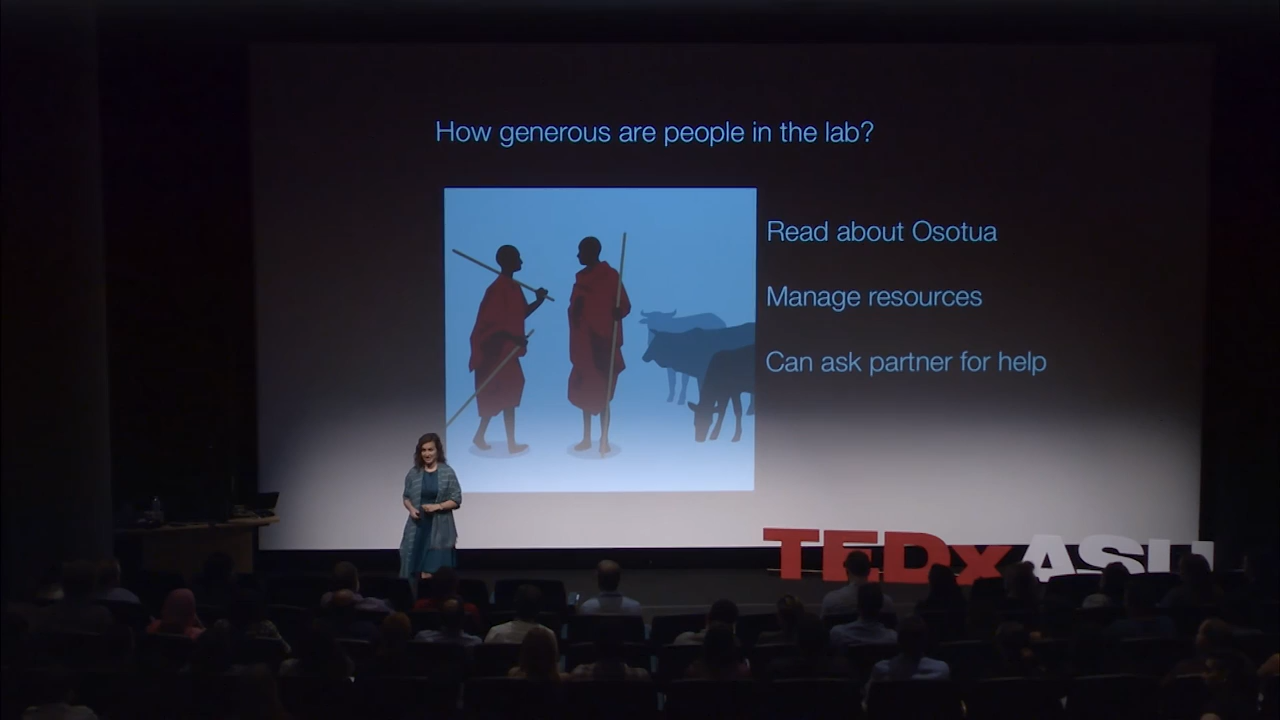 How generous are people in the lab?
Read about Osotua
Manage resources
Can ask partner for help
TEDxASU